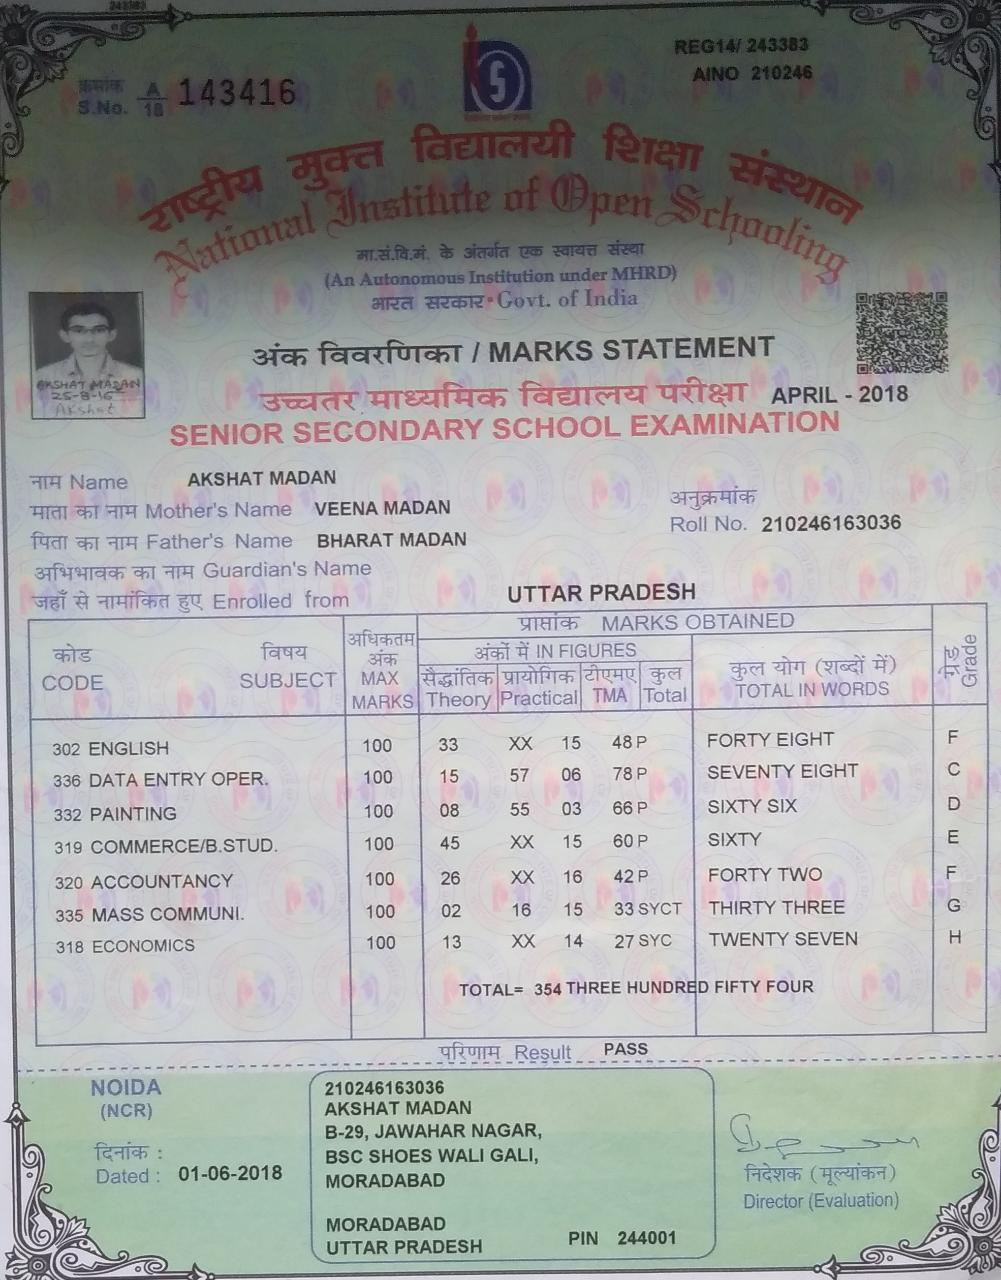 243383
REG14/ 243383
क्रमांक
S.No. A/18 143416
AINO 210246
राष्ट्रीय मुक्त विद्यालयी शिक्षा संस्थान
National Institute of Open Schooling
मा.सं.वि.मं. के अंतर्गत एक स्वायत्त संस्था
(An Autonomous Institution under MHRD)
भारत सरकार · Govt. of India
AKSHAT MADAN
25-8-16
Akshat
अंक विवरणिका / MARKS STATEMENT
उच्चतर माध्यमिक विद्यालय परीक्षा APRIL - 2018
SENIOR SECONDARY SCHOOL EXAMINATION
नाम Name AKSHAT MADAN
माता का नाम Mother's Name VEENA MADAN
अनुक्रमांक
Roll No. 210246163036
पिता का नाम Father's Name BHARAT MADAN
अभिभावक का नाम Guardian's Name
जहाँ से नामांकित हुए Enrolled from UTTAR PRADESH
कोड
CODE
विषय
SUBJECT
अधिकतम
अंक
MAX
MARKS
प्राप्तांक MARKS OBTAINED
अंकों में IN FIGURES
सैद्धांतिक प्रायोगिक टीएमए कुल
Theory Practical TMA Total
कुल योग (शब्दों में)
TOTAL IN WORDS
ग्रेड
Grade
302 ENGLISH 100 33 XX 15 48 P FORTY EIGHT F
336 DATA ENTRY OPER. 100 15 57 06 78 P SEVENTY EIGHT C
332 PAINTING 100 08 55 03 66 P SIXTY SIX D
319 COMMERCE/B.STUD. 100 45 XX 15 60 P SIXTY E
320 ACCOUNTANCY 100 26 XX 16 42 P FORTY TWO F
335 MASS COMMUNI. 100 02 16 15 33 SYCT THIRTY THREE G
318 ECONOMICS 100 13 XX 14 27 SYC TWENTY SEVEN H
TOTAL= 354 THREE HUNDRED FIFTY FOUR
परिणाम Result PASS
NOIDA
(NCR)
दिनांक :
Dated : 01-06-2018
210246163036
AKSHAT MADAN
B-29, JAWAHAR NAGAR,
BSC SHOES WALI GALI,
MORADABAD
MORADABAD
UTTAR PRADESH PIN 244001
निदेशक (मूल्यांकन)
Director (Evaluation)